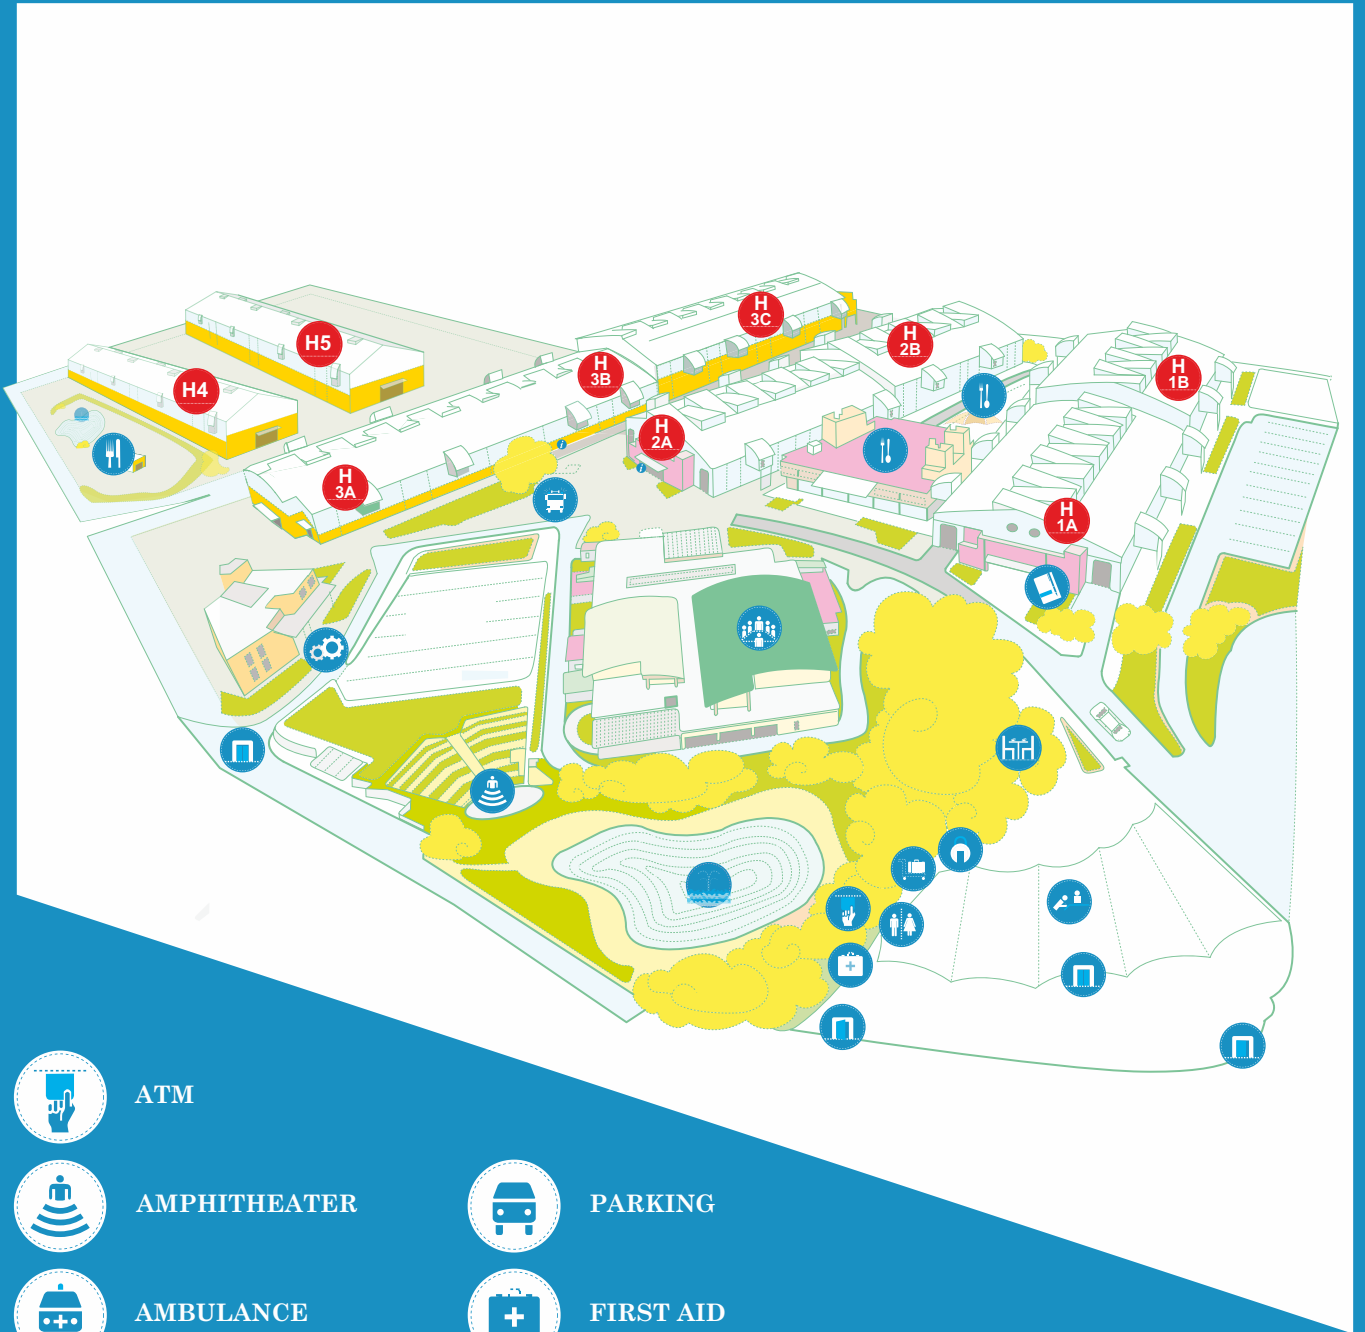 H
3C
H
2B
H5
H
3B
H
1B
H4
H
2A
i
i
H
3A
H
1A
ATM
AMPHITHEATER
PARKING
AMBULANCE
FIRST AID